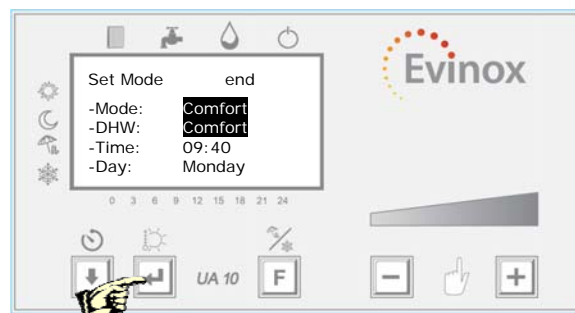 Evinox
Set Mode end
-Mode: Comfort
-DHW: Comfort
-Time: 09:40
-Day: Monday
0 3 6 9 12 15 18 21 24
UA 10 F
- +